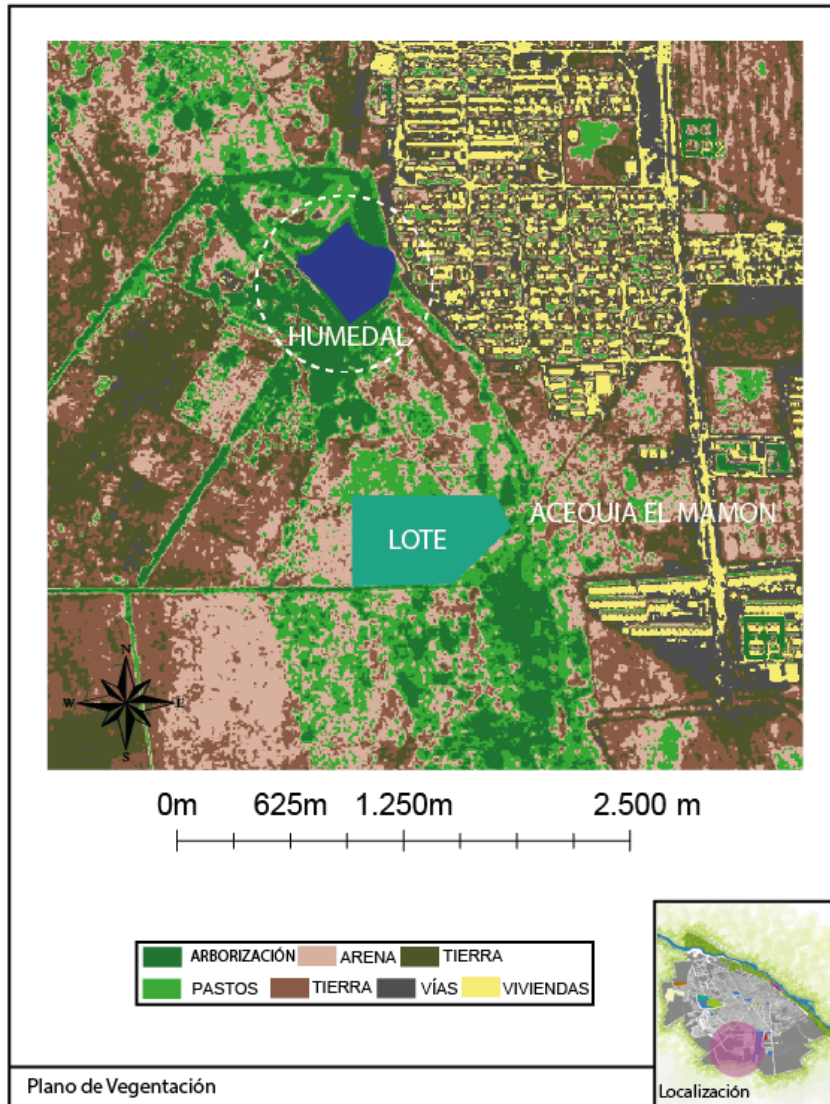 HUMEDAL
ACEQUIA EL MAMON
LOTE
N
W E
S
0m 625m 1.250m 2.500 m
ARBORIZACIÓN ARENA TIERRA
PASTOS TIERRA VÍAS VIVIENDAS
Plano de Vegentación
Localización